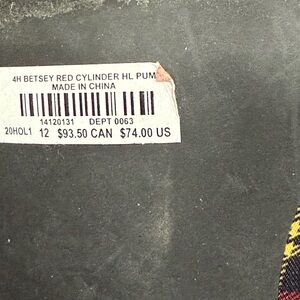 4H BETSEY RED CYLINDER HL PUM
MADE IN CHINA
14120131 DEPT 0063
20HOL1 12 $93.50 CAN $74.00 US